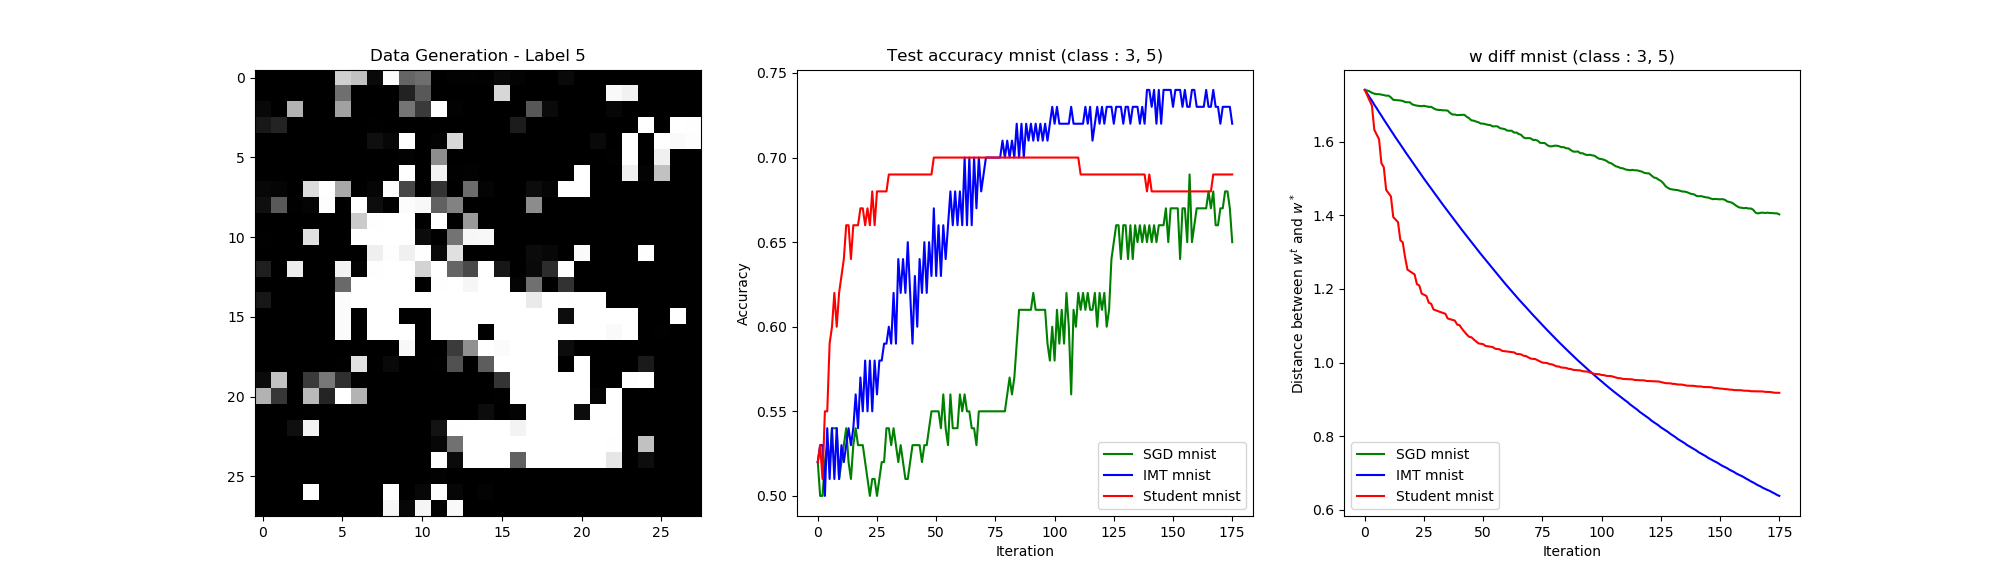 Data Generation - Label 5
0
5
10
15
20
25
0 5 10 15 20 25
Test accuracy mnist (class : 3, 5)
Accuracy
0.75
0.70
0.65
0.60
0.55
0.50
0 25 50 75 100 125 150 175
Iteration
SGD mnist
IMT mnist
Student mnist
w diff mnist (class : 3, 5)
Distance between w^t and w^*
1.6
1.4
1.2
1.0
0.8
0.6
0 25 50 75 100 125 150 175
Iteration
SGD mnist
IMT mnist
Student mnist